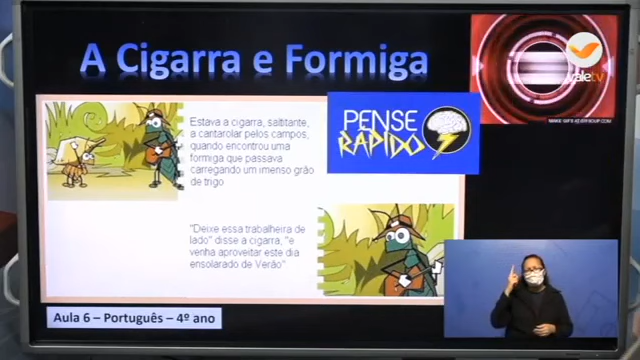 A Cigarra e Formiga
Estava a cigarra, saltitante,
a cantarolar pelos campos,
quando encontrou uma
formiga que passava
carregando um imenso grão
de trigo
PENSE
RÁPIDO
valetv
"Deixe essa trabalheira de
lado" disse a cigarra, "e
venha aproveitar este dia
ensolarado de Verão"
Aula 6 – Português – 4º ano